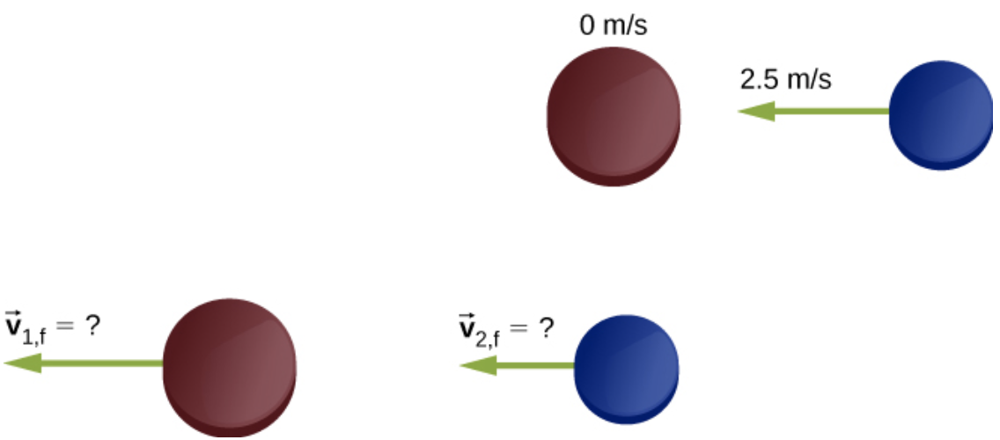 0 m/s
2.5 m/s
v⃗1,f = ?
v⃗2,f = ?